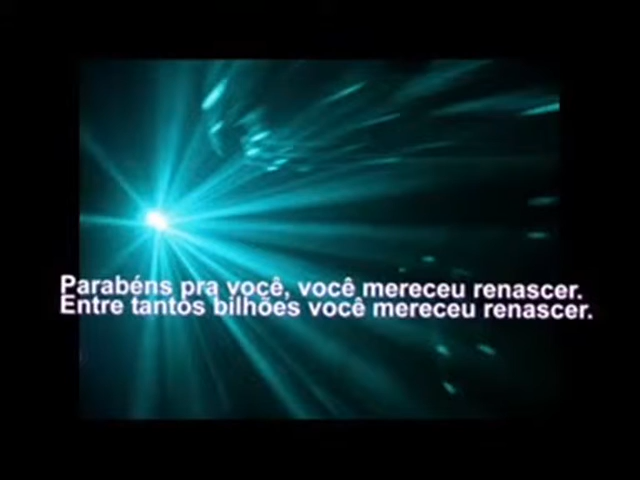 Parabéns pra você, você mereceu renascer.
Entre tantos bilhões você mereceu renascer.